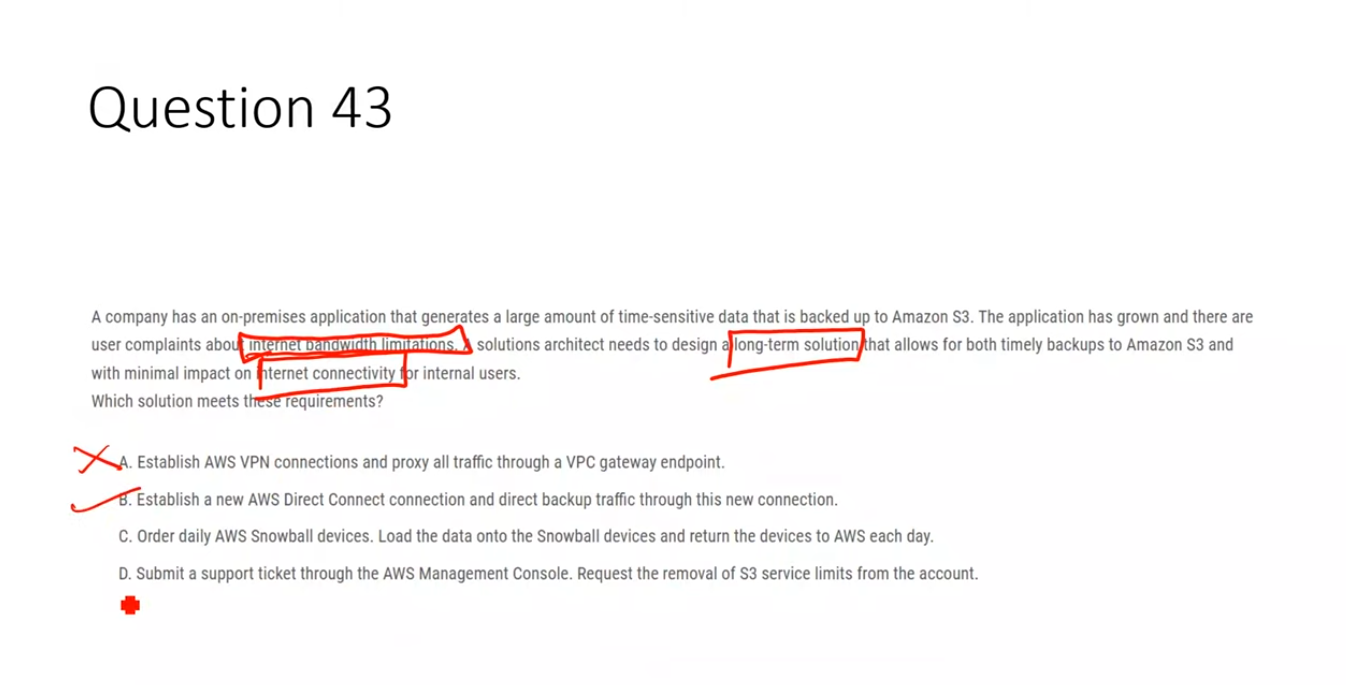 Question 43
A company has an on-premises application that generates a large amount of time-sensitive data that is backed up to Amazon S3. The application has grown and there are
user complaints about internet bandwidth limitations. A solutions architect needs to design a long-term solution that allows for both timely backups to Amazon S3 and
with minimal impact on internet connectivity for internal users.
Which solution meets these requirements?
A. Establish AWS VPN connections and proxy all traffic through a VPC gateway endpoint.
B. Establish a new AWS Direct Connect connection and direct backup traffic through this new connection.
C. Order daily AWS Snowball devices. Load the data onto the Snowball devices and return the devices to AWS each day.
D. Submit a support ticket through the AWS Management Console. Request the removal of S3 service limits from the account.